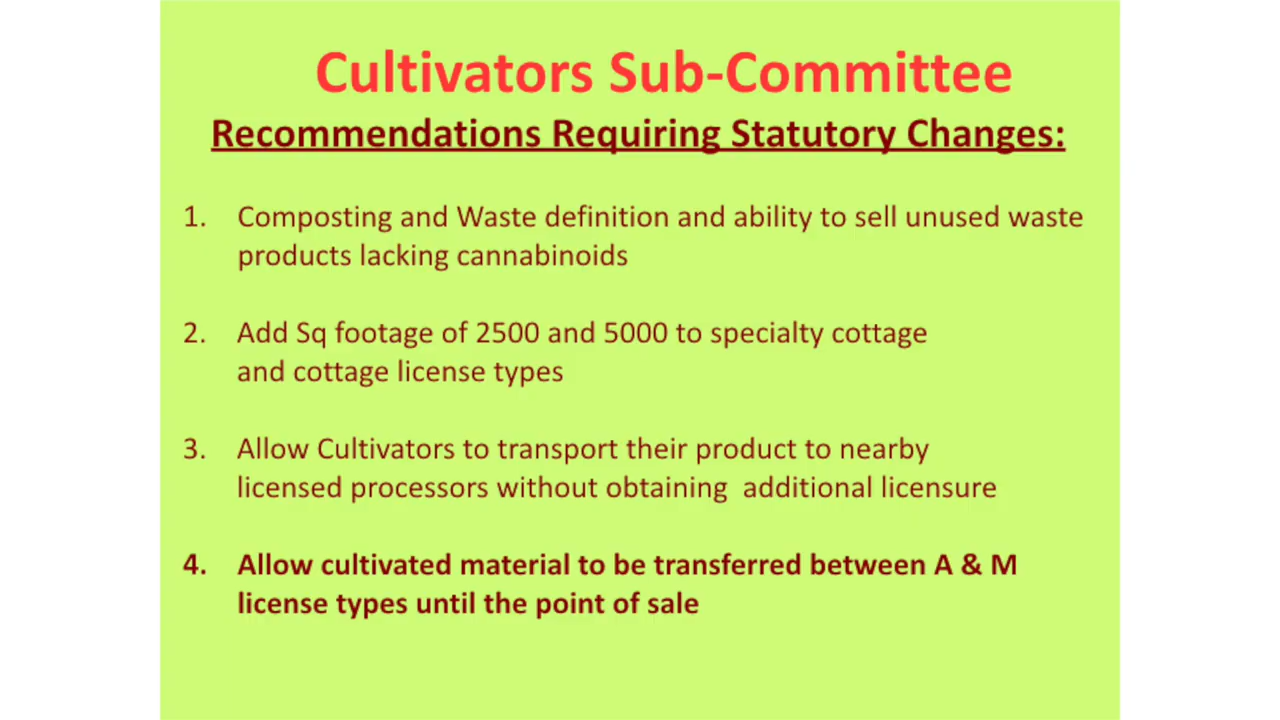 Cultivators Sub-Committee
Recommendations Requiring Statutory Changes:
1. Composting and Waste definition and ability to sell unused waste
products lacking cannabinoids
2. Add Sq footage of 2500 and 5000 to specialty cottage
and cottage license types
3. Allow Cultivators to transport their product to nearby
licensed processors without obtaining  additional licensure
4. Allow cultivated material to be transferred between A & M
license types until the point of sale